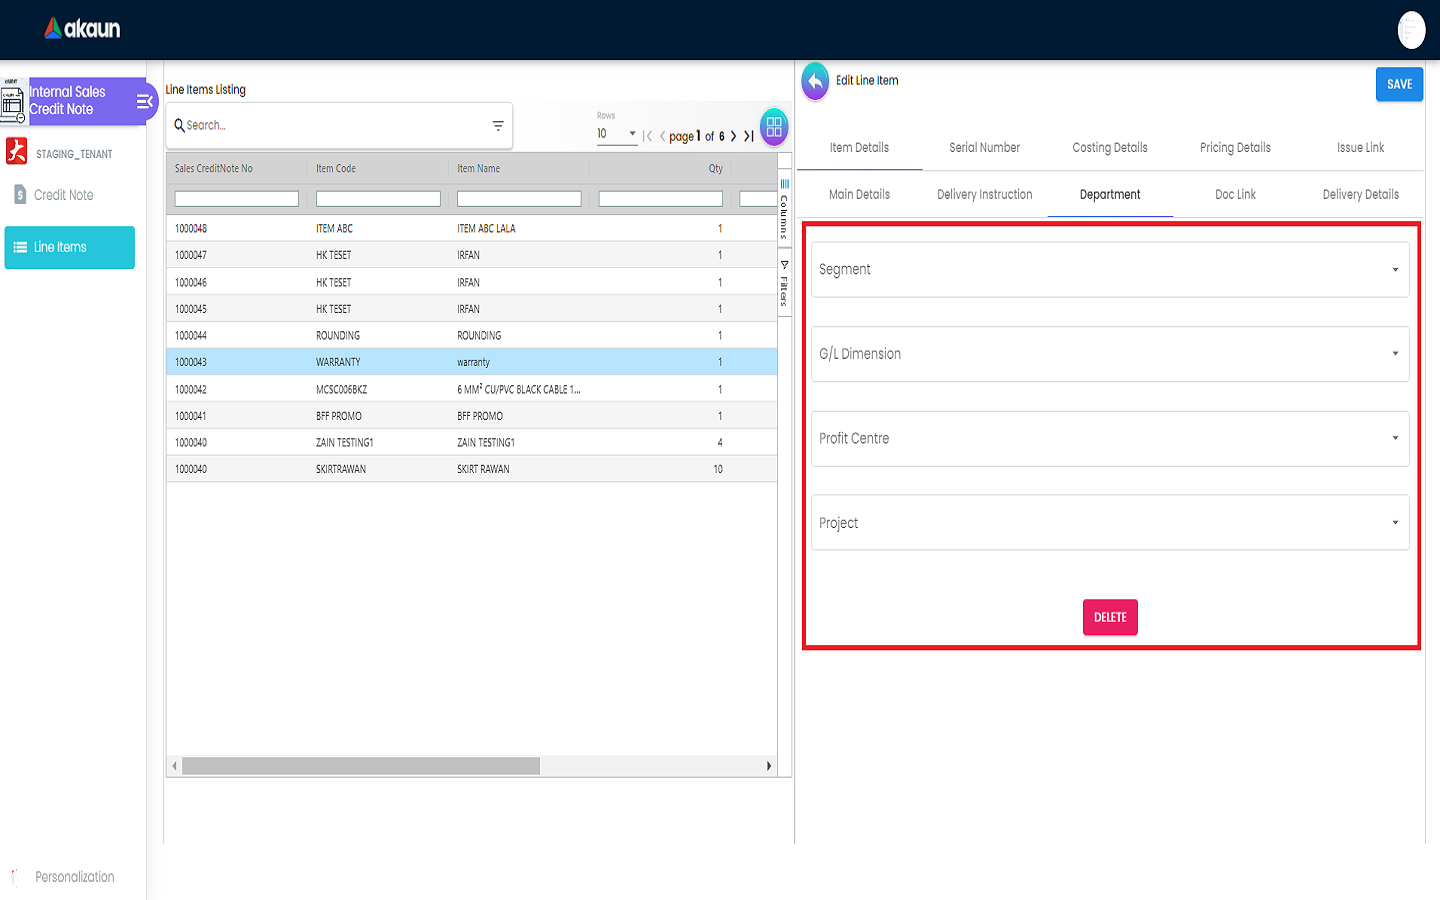 akaun
Internal Sales
Credit Note
STAGING_TENANT
Credit Note
Line Items
Personalization
Line Items Listing
Search...
Rows
10
page 1 of 6
Sales CreditNote No Item Code Item Name Qty
1000048 ITEM ABC ITEM ABC LALA 1
1000047 HK TESET IRFAN 1
1000046 HK TESET IRFAN 1
1000045 HK TESET IRFAN 1
1000044 ROUNDING ROUNDING 1
1000043 WARRANTY warranty 1
1000042 MCSC006BKZ 6 MM² CU/PVC BLACK CABLE 1... 1
1000041 BFF PROMO BFF PROMO 1
1000040 ZAIN TESTING1 ZAIN TESTING1 4
1000040 SKIRTRAWAN SKIRT RAWAN 10
Columns
Filters
Edit Line Item
SAVE
Item Details Serial Number Costing Details Pricing Details Issue Link
Main Details Delivery Instruction Department Doc Link Delivery Details
Segment
G/L Dimension
Profit Centre
Project
DELETE